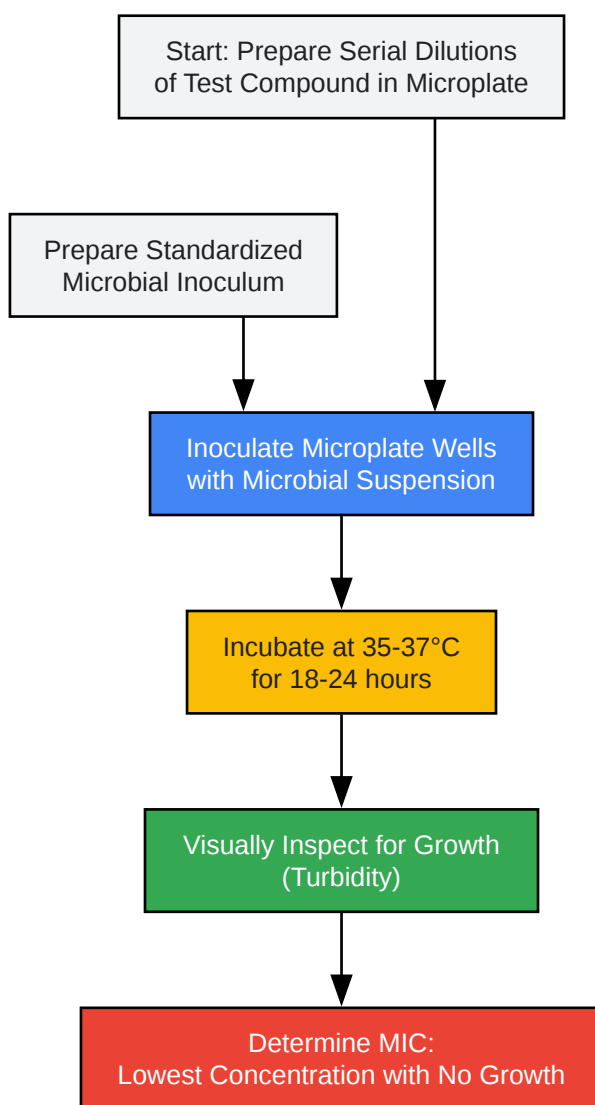 Start: Prepare Serial Dilutions
of Test Compound in Microplate
Prepare Standardized
Microbial Inoculum
Inoculate Microplate Wells
with Microbial Suspension
Incubate at 35-37°C
for 18-24 hours
Visually Inspect for Growth
(Turbidity)
Determine MIC:
Lowest Concentration with No Growth